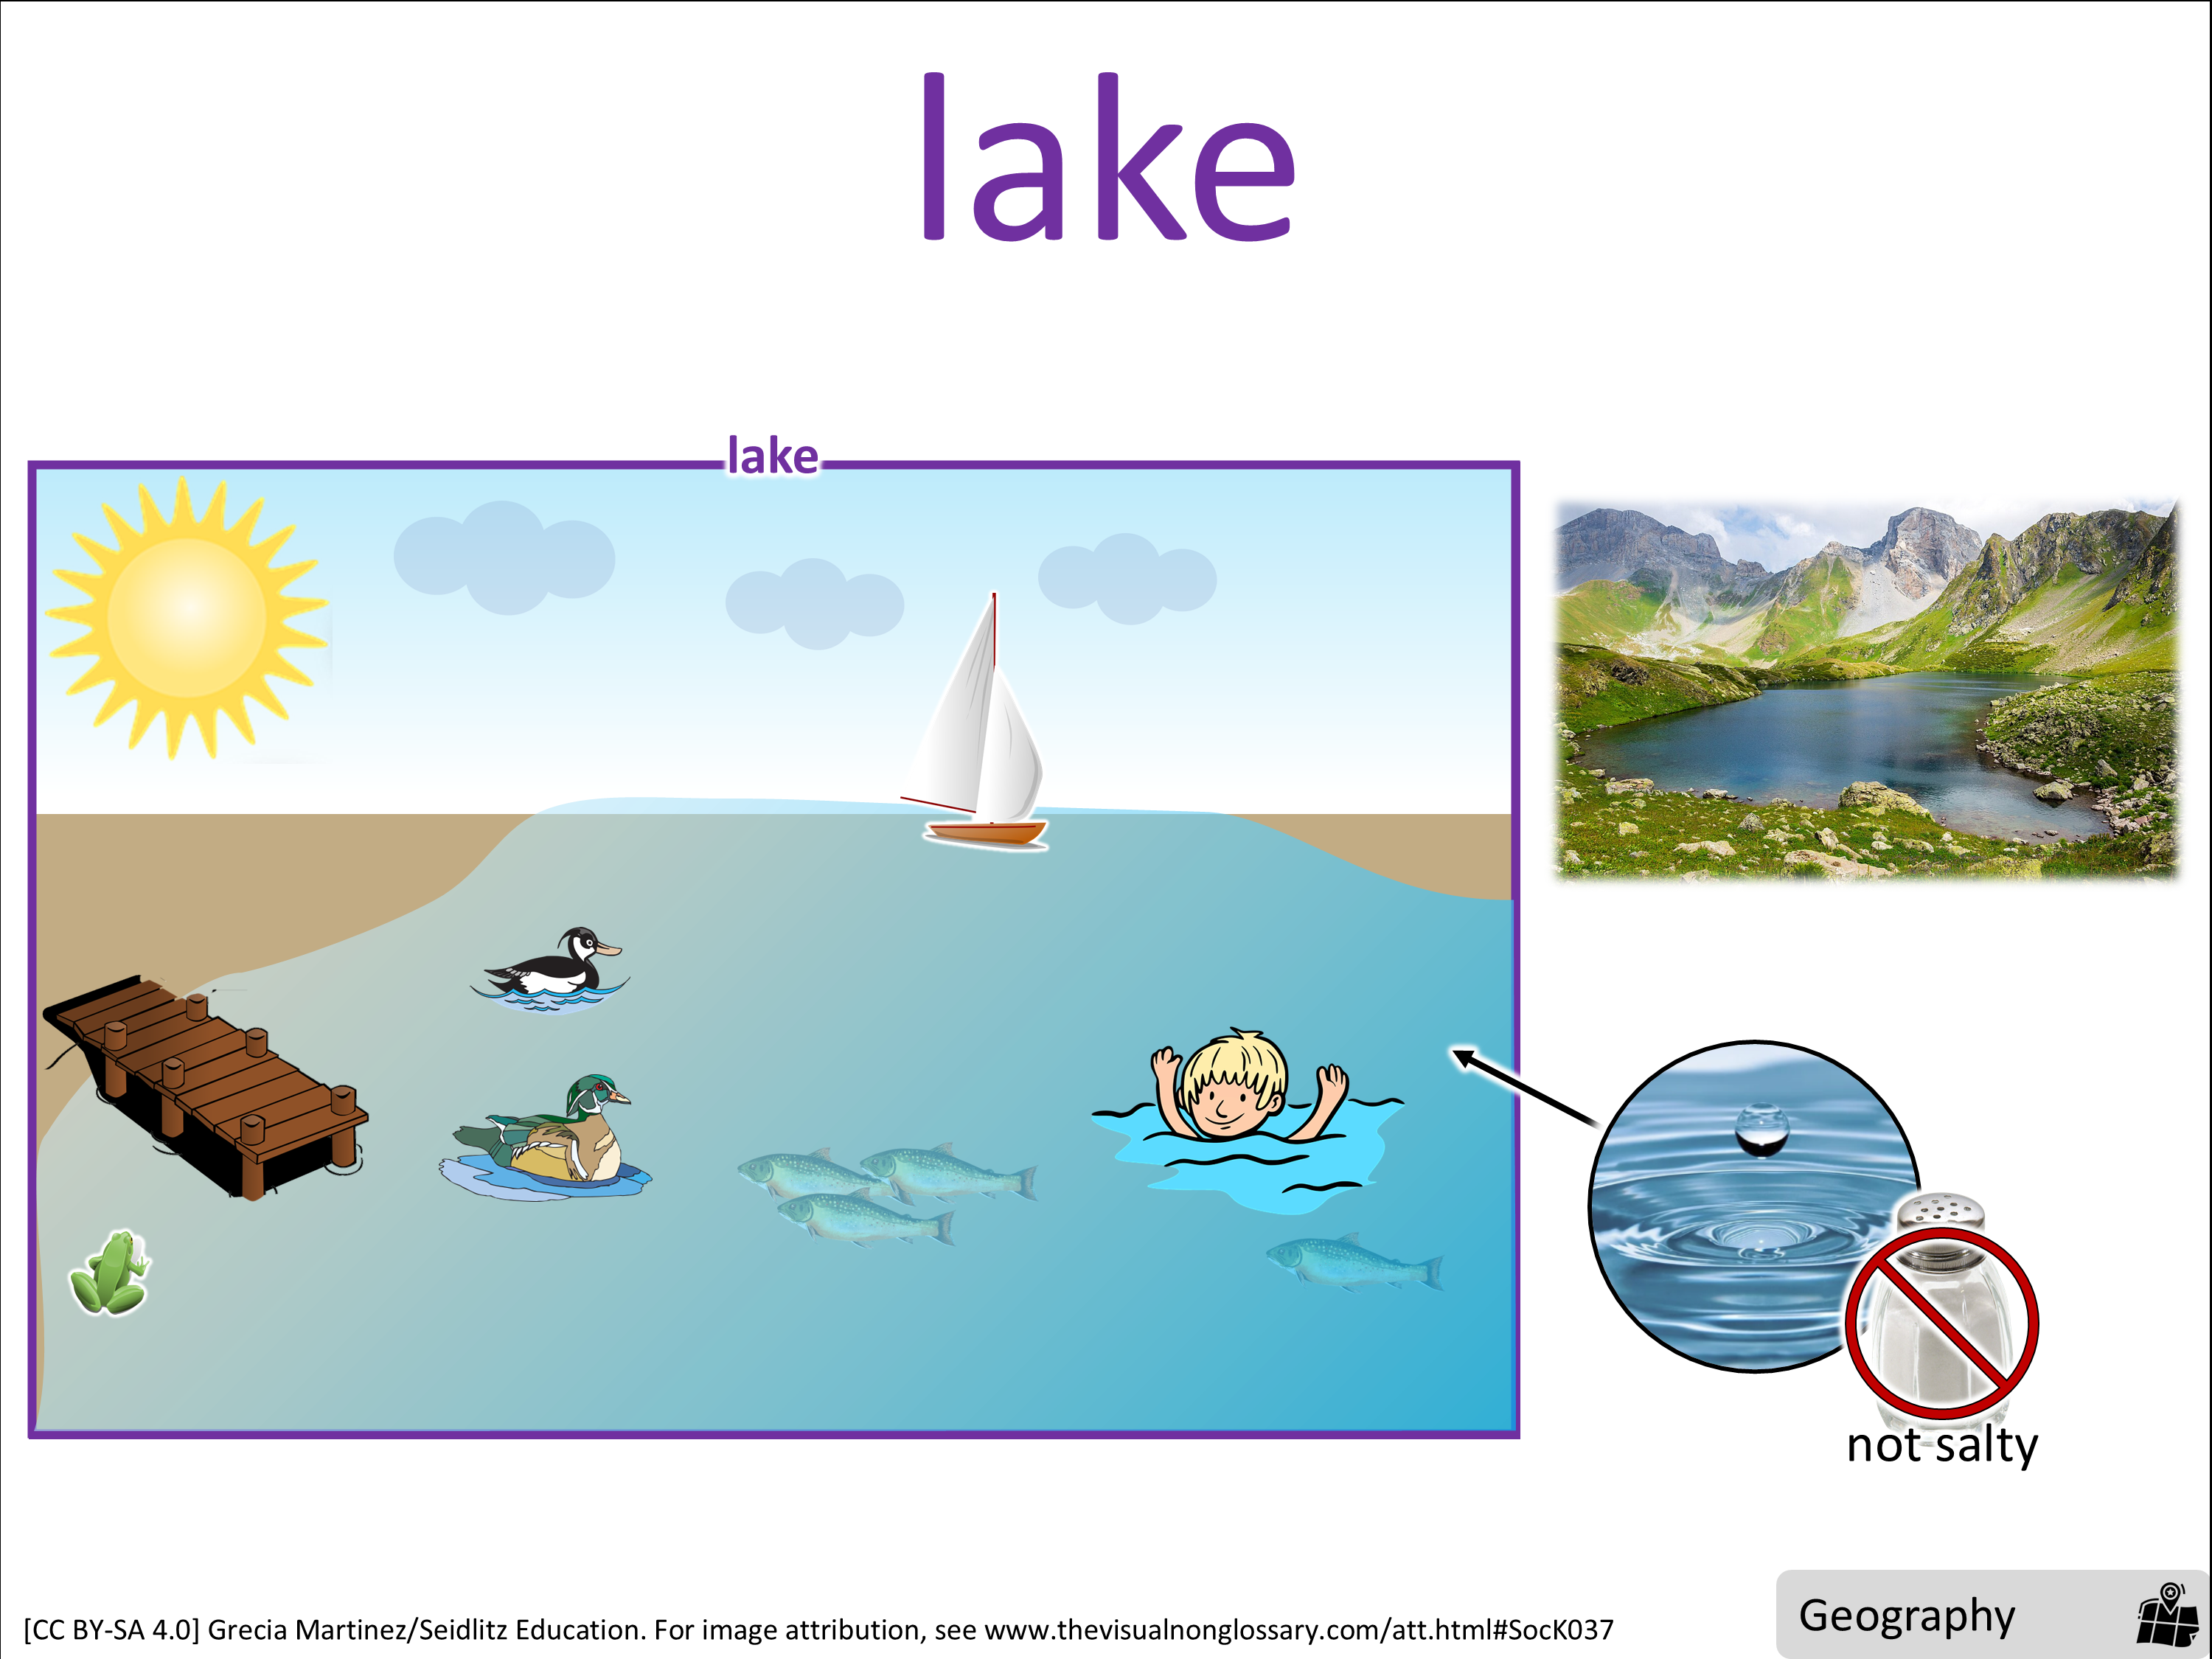 lake
lake
not salty
Geography
[CC BY-SA 4.0] Grecia Martinez/Seidlitz Education. For image attribution, see www.thevisualnonglossary.com/att.html#SocK037